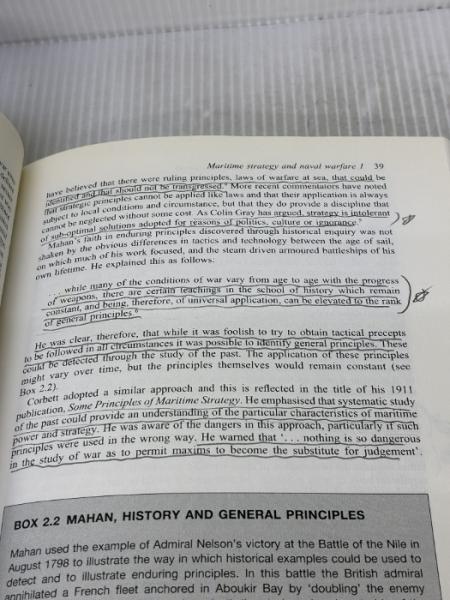 Maritime strategy and naval warfare 1 39
have believed that there were ruling principles, laws of warfare at sea, that could be
identified and that should not be transgressed.⁴ More recent commentators have noted
that strategic principles cannot be applied like laws and that their application is always
subject to local conditions and circumstance, but that they do provide a discipline that
cannot be neglected without some cost. As Colin Gray has argued, strategy is intolerant
of sub-optimal solutions adopted for reasons of politics, culture or ignorance.⁵
Mahan's faith in enduring principles discovered through historical enquiry was not
shaken by the obvious differences in tactics and technology between the age of sail,
on which much of his work focused, and the steam driven armoured battleships of his
own lifetime. He explained this as follows:
. . . while many of the conditions of war vary from age to age with the progress
of weapons, there are certain teachings in the school of history which remain
constant, and being, therefore, of universal application, can be elevated to the rank
of general principles.⁶
He was clear, therefore, that while it was foolish to try to obtain tactical precepts
to be followed in all circumstances it was possible to identify general principles. These
could be detected through the study of the past. The application of these principles
might vary over time, but the principles themselves would remain constant (see
Box 2.2).
Corbett adopted a similar approach and this is reflected in the title of his 1911
publication, Some Principles of Maritime Strategy. He emphasised that systematic study
of the past could provide an understanding of the particular characteristics of maritime
power and strategy. He was aware of the dangers in this approach, particularly if such
principles were used in the wrong way. He warned that '. . . nothing is so dangerous
in the study of war as to permit maxims to become the substitute for judgement'.
BOX 2.2 MAHAN, HISTORY AND GENERAL PRINCIPLES
Mahan used the example of Admiral Nelson's victory at the Battle of the Nile in
August 1798 to illustrate the way in which historical examples could be used to
detect and to illustrate enduring principles. In this battle the British admiral
annihilated a French fleet anchored in Aboukir Bay by 'doubling' the enemy